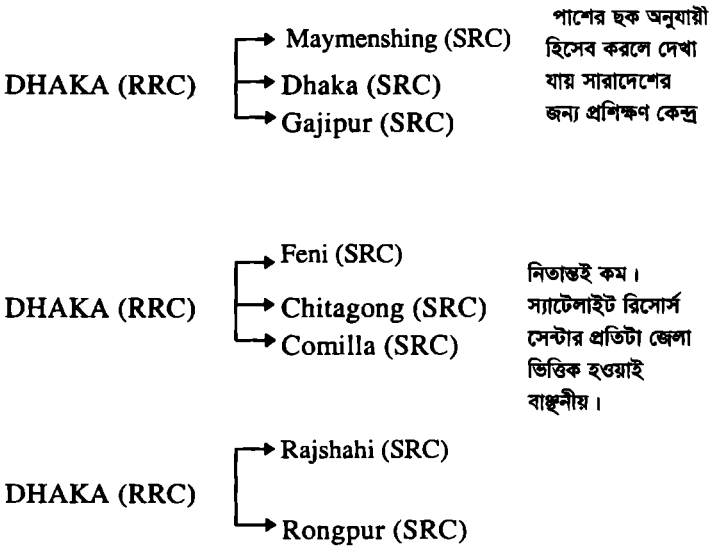 Maymenshing (SRC)
DHAKA (RRC)
Dhaka (SRC)
Gajipur (SRC)
পাশের ছক অনুযায়ী
হিসেব করলে দেখা
যায় সারাদেশের
জন্য প্রশিক্ষণ কেন্দ্র
Feni (SRC)
DHAKA (RRC)
Chitagong (SRC)
Comilla (SRC)
নিতান্তই কম।
স্যাটেলাইট রিসোর্স
সেন্টার প্রতিটা জেলা
ভিত্তিক হওয়াই
বাঞ্ছনীয়।
Rajshahi (SRC)
DHAKA (RRC)
Rongpur (SRC)